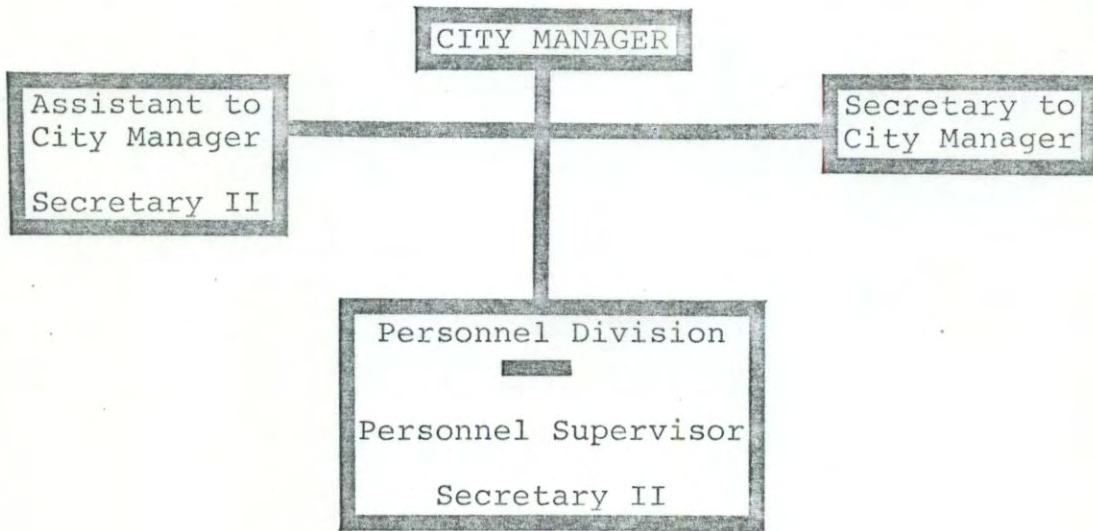 CITY MANAGER
Assistant to
City Manager
Secretary II
Secretary to
City Manager
Personnel Division
Personnel Supervisor
Secretary II